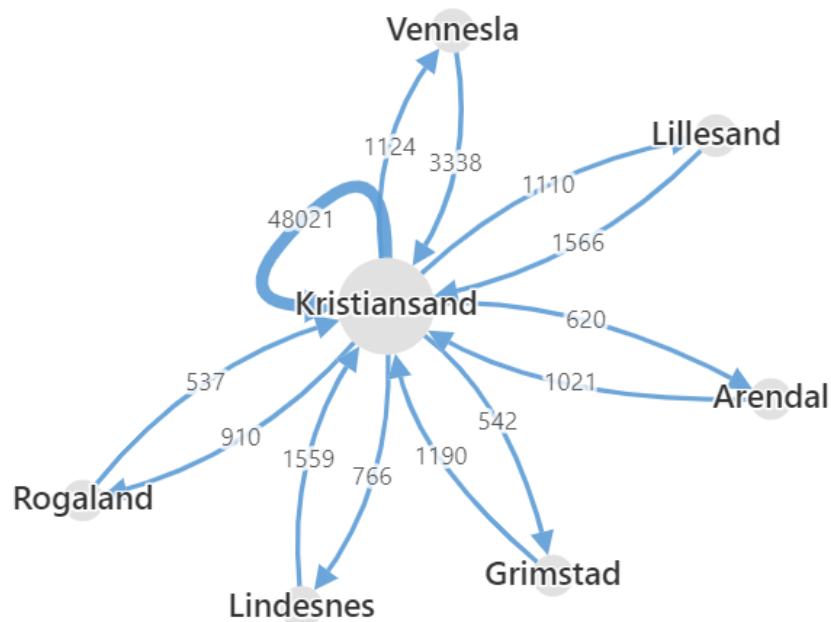 Vennesla
Lillesand
1124
3338
1110
48021
1566
Kristiansand
620
537
1021
Arendal
542
910
1559
1190
766
Rogaland
Grimstad
Lindesnes